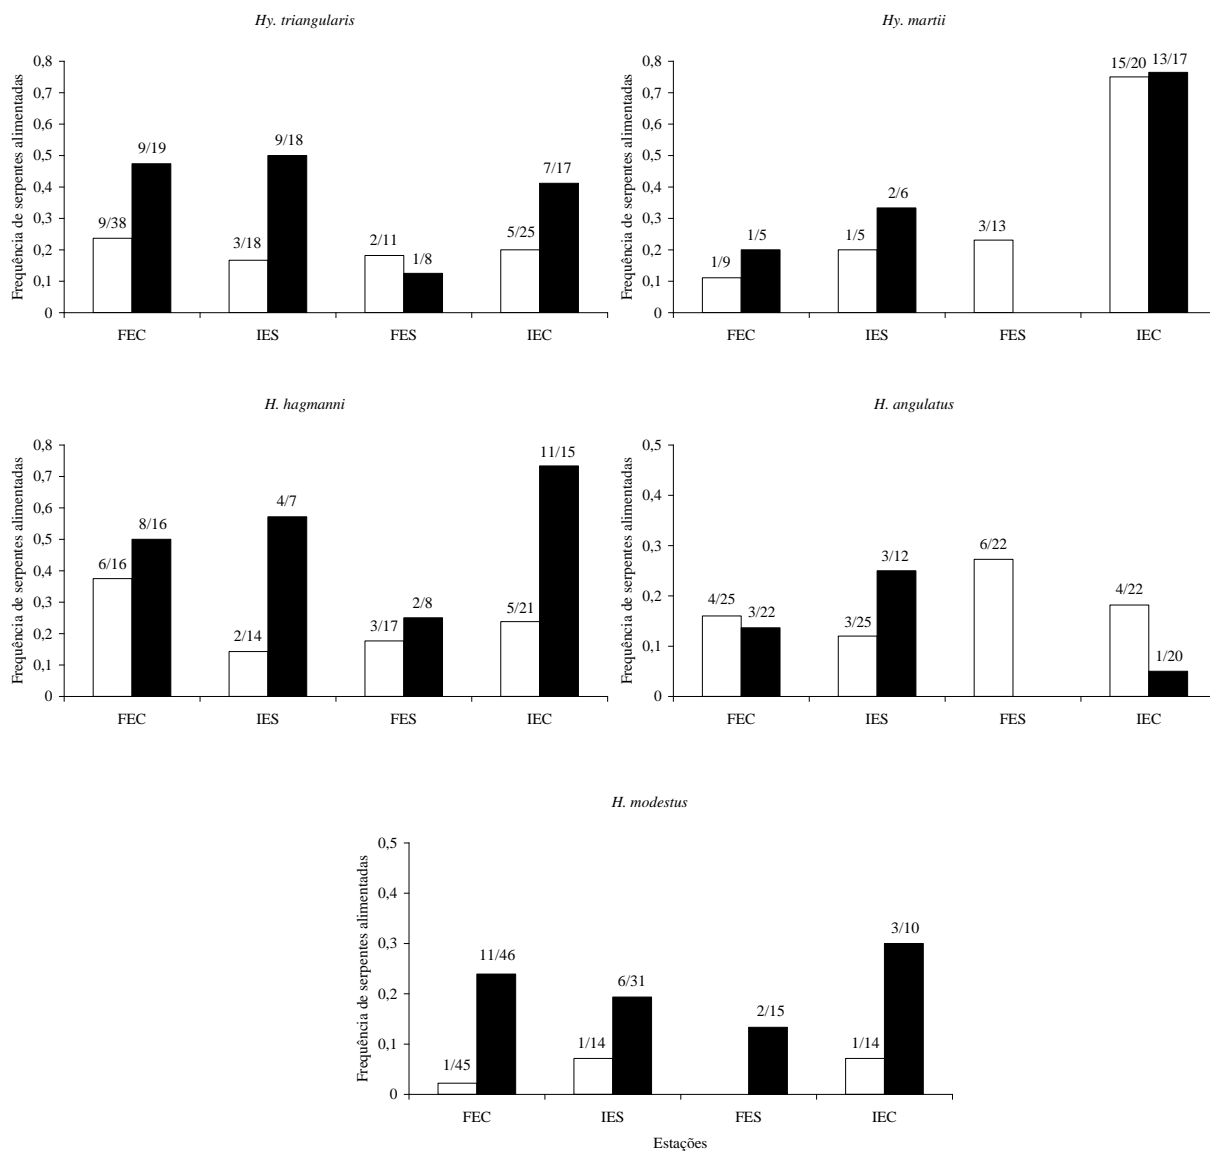 Hy. triangularis
Frequência de serpentes alimentadas
0,8
0,7
0,6
0,5
0,4
0,3
0,2
0,1
0
9/38
9/19
3/18
9/18
2/11
1/8
5/25
7/17
FEC
IES
FES
IEC
Hy. martii
Frequência de serpentes alimentadas
0,8
0,7
0,6
0,5
0,4
0,3
0,2
0,1
0
1/9
1/5
1/5
2/6
3/13
15/20
13/17
FEC
IES
FES
IEC
H. hagmanni
Frequência de serpentes alimentadas
0,8
0,7
0,6
0,5
0,4
0,3
0,2
0,1
0
6/16
8/16
2/14
4/7
3/17
2/8
5/21
11/15
FEC
IES
FES
IEC
H. angulatus
Frequência de serpentes alimentadas
0,5
0,4
0,3
0,2
0,1
0
4/25
3/22
3/25
3/12
6/22
4/22
1/20
FEC
IES
FES
IEC
H. modestus
Frequência de serpentes alimentadas
0,5
0,4
0,3
0,2
0,1
0
1/45
11/46
1/14
6/31
2/15
1/14
3/10
FEC
IES
FES
IEC
Estações